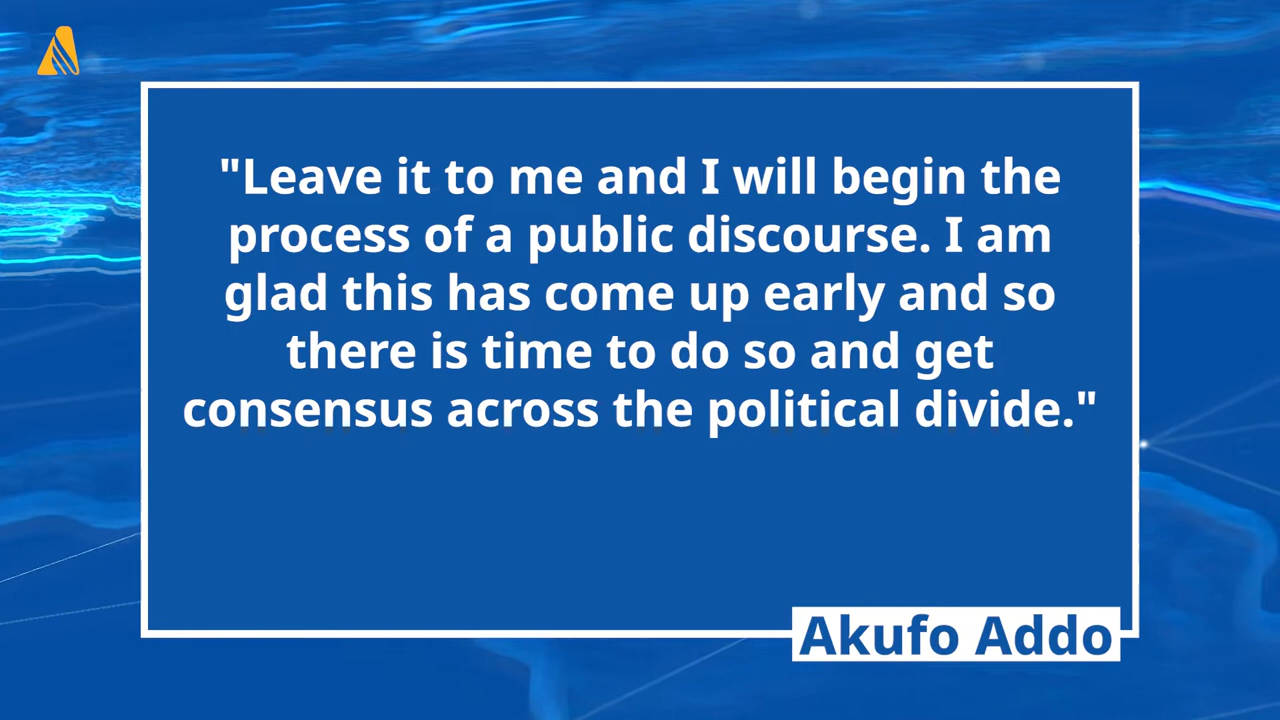 "Leave it to me and I will begin the
process of a public discourse. I am
glad this has come up early and so
there is time to do so and get
consensus across the political divide."
Akufo Addo